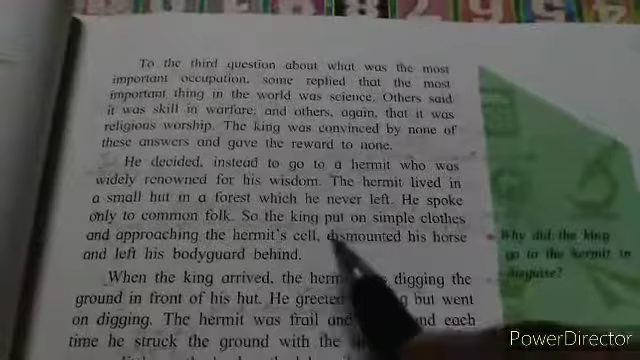 To the third question about what was the most
important occupation, some replied that the most
important thing in the world was science. Others said
it was skill in warfare; and others, again, that it was
religious worship. The king was convinced by none of
these answers and gave the reward to none.
He decided, instead to go to a hermit who was
widely renowned for his wisdom. The hermit lived in
a small hut in a forest which he never left. He spoke
only to common folk. So the king put on simple clothes
and approaching the hermit's cell, dismounted his horse
and left his bodyguard behind.
When the king arrived, the digging the
ground in front of his hut. He greeted but went
on digging. The hermit was frail and each
time he struck the ground with the
Why did the king
go to the hermit in
disguise?
PowerDirector